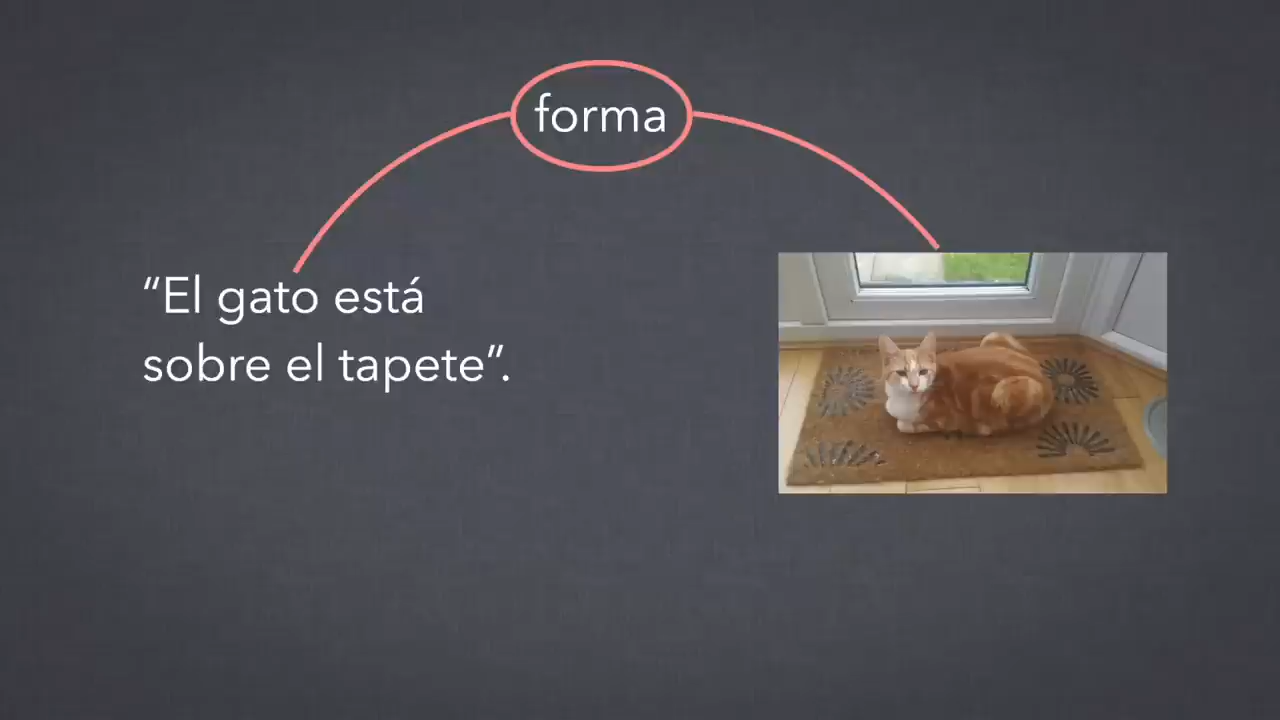 forma
“El gato está
sobre el tapete”.